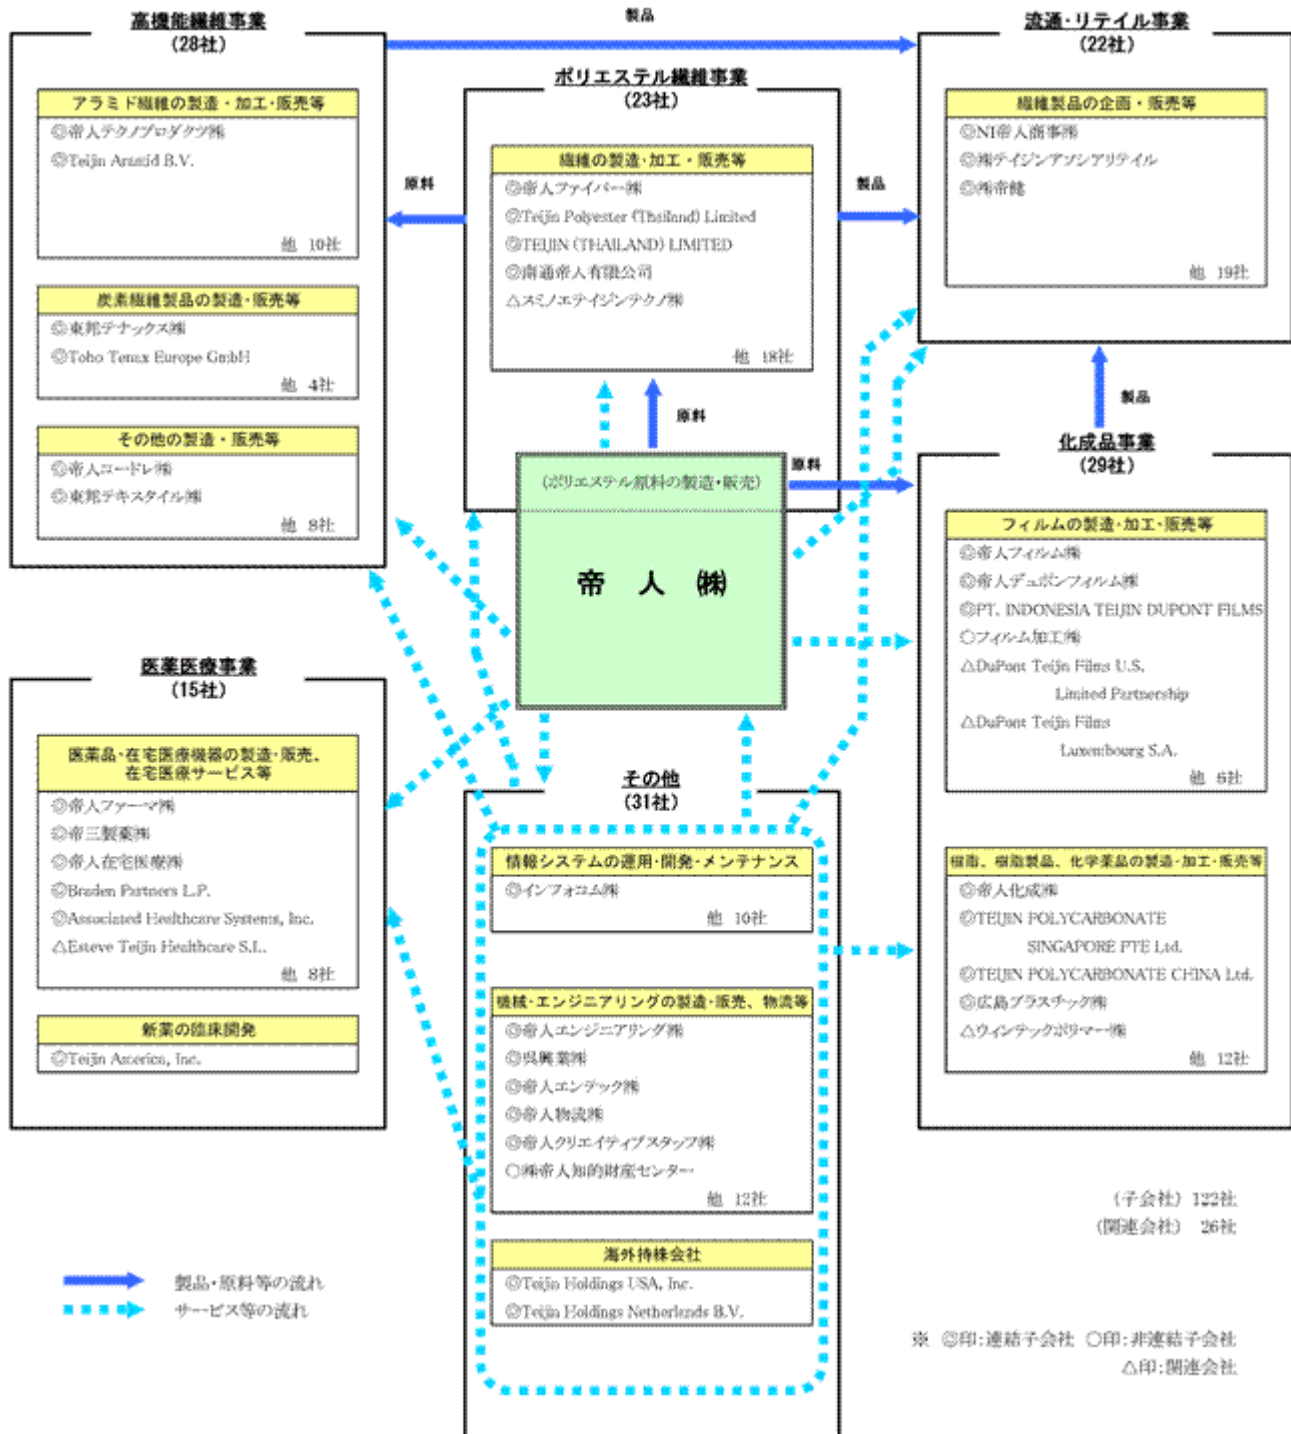 高機能繊維事業
(28社)
アラミド繊維の製造・加工・販売等
◎帝人テクノプロダクツ㈱
◎Teijin Aramid B.V.
他 10社
炭素繊維製品の製造・販売等
◎東邦テナックス㈱
◎Toho Tenax Europe GmbH
他 4社
その他の製造・販売等
◎帝人コードレ㈱
◎東邦テキスタイル㈱
他 8社
製品
原料
ポリエステル繊維事業
(23社)
繊維の製造・加工・販売等
◎帝人ファイバー㈱
◎Teijin Polyester (Thailand) Limited
◎TEIJIN (THAILAND) LIMITED
◎南通帝人有限公司
△スミノエテイジンテクノ㈱
他 18社
製品
原料
流通・リテイル事業
(22社)
繊維製品の企画・販売等
◎NI帝人商事㈱
◎㈱テイジンアソシアリテイル
◎㈱帝健
他 19社
製品
(ポリエステル原料の製造・販売)
帝 人 ㈱
原料
化成品事業
(29社)
フィルムの製造・加工・販売等
◎帝人フィルム㈱
◎帝人デュポンフィルム㈱
◎PT. INDONESIA TEIJIN DUPONT FILMS
○フィルム加工㈱
△DuPont Teijin Films U.S.
Limited Partnership
△DuPont Teijin Films
Luxembourg S.A.
他 6社
樹脂、樹脂製品、化学薬品の製造・加工・販売等
◎帝人化成㈱
◎TEIJIN POLYCARBONATE
SINGAPORE PTE Ltd.
◎TEIJIN POLYCARBONATE CHINA Ltd.
◎広島プラスチック㈱
△ウィンテックポリマー㈱
他 12社
医薬医療事業
(15社)
医薬品・在宅医療機器の製造・販売、
在宅医療サービス等
◎帝人ファーマ㈱
◎帝三製薬㈱
◎帝人在宅医療㈱
◎Braden Partners L.P.
◎Associated Healthcare Systems, Inc.
△Esteve Teijin Healthcare S.L.
他 8社
新薬の臨床開発
◎Teijin America, Inc.
その他
(31社)
情報システムの運用・開発・メンテナンス
◎インフォコム㈱
他 10社
機械・エンジニアリングの製造・販売、物流等
◎帝人エンジニアリング㈱
◎呉興業㈱
◎帝人エンテック㈱
◎帝人物流㈱
◎帝人クリエイティブスタッフ㈱
○㈱帝人知的財産センター
他 12社
海外持株会社
◎Teijin Holdings USA, Inc.
◎Teijin Holdings Netherlands B.V.
製品・原料等の流れ
サービス等の流れ
(子会社) 122社
(関連会社) 26社
※ ◎印:連結子会社 ○印:非連結子会社
△印:関連会社